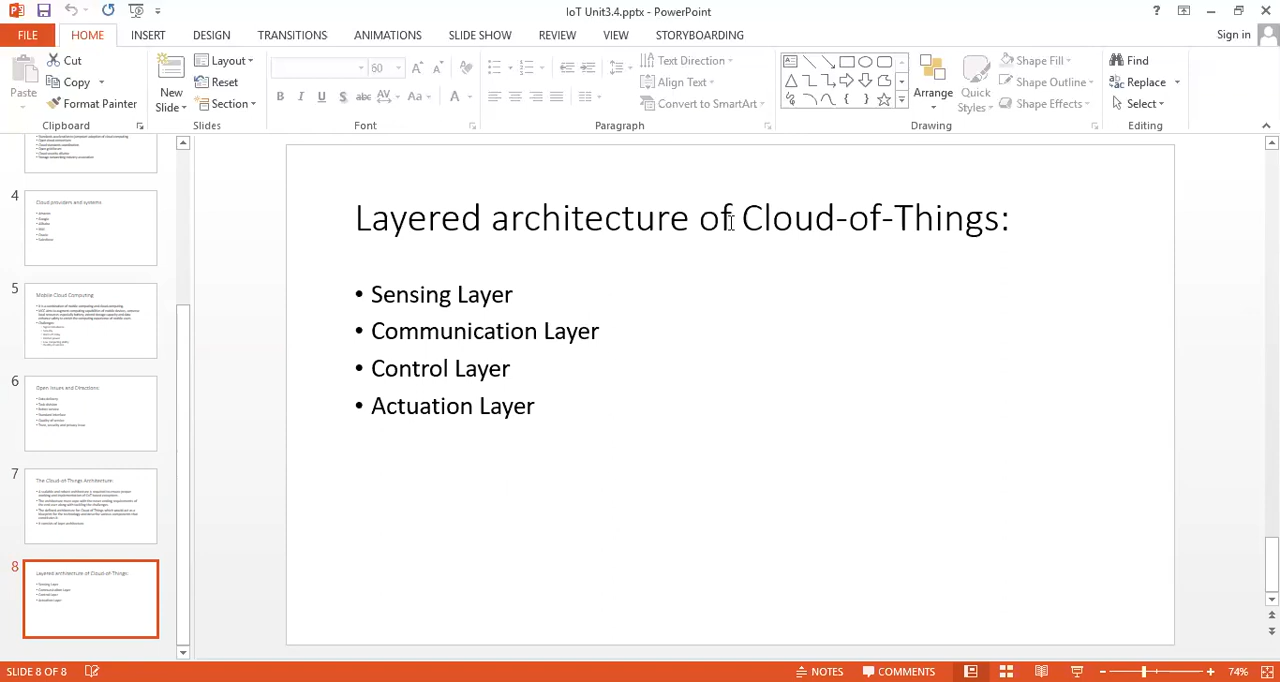 IoT Unit3.4.pptx - PowerPoint
?
FILE HOME INSERT DESIGN TRANSITIONS ANIMATIONS SLIDE SHOW REVIEW VIEW STORYBOARDING Sign in
Paste
Cut
Copy
Format Painter
Clipboard
New Slide
Layout
Reset
Section
Slides
60
B I U S abc AV Aa A
Font
Text Direction
Align Text
Convert to SmartArt
Paragraph
Arrange
Quick Styles
Shape Fill
Shape Outline
Shape Effects
Drawing
Find
Replace
Select
Editing
4
Cloud providers and systems
5
Mobile Cloud Computing
6
Open Issues and Directions
7
The Cloud-of-Things Architecture
8
Layered architecture of Cloud-of-Things:
Sensing Layer
Communication Layer
Control Layer
Actuation Layer
Layered architecture of Cloud-of-Things:
• Sensing Layer
• Communication Layer
• Control Layer
• Actuation Layer
SLIDE 8 OF 8
NOTES COMMENTS 74%